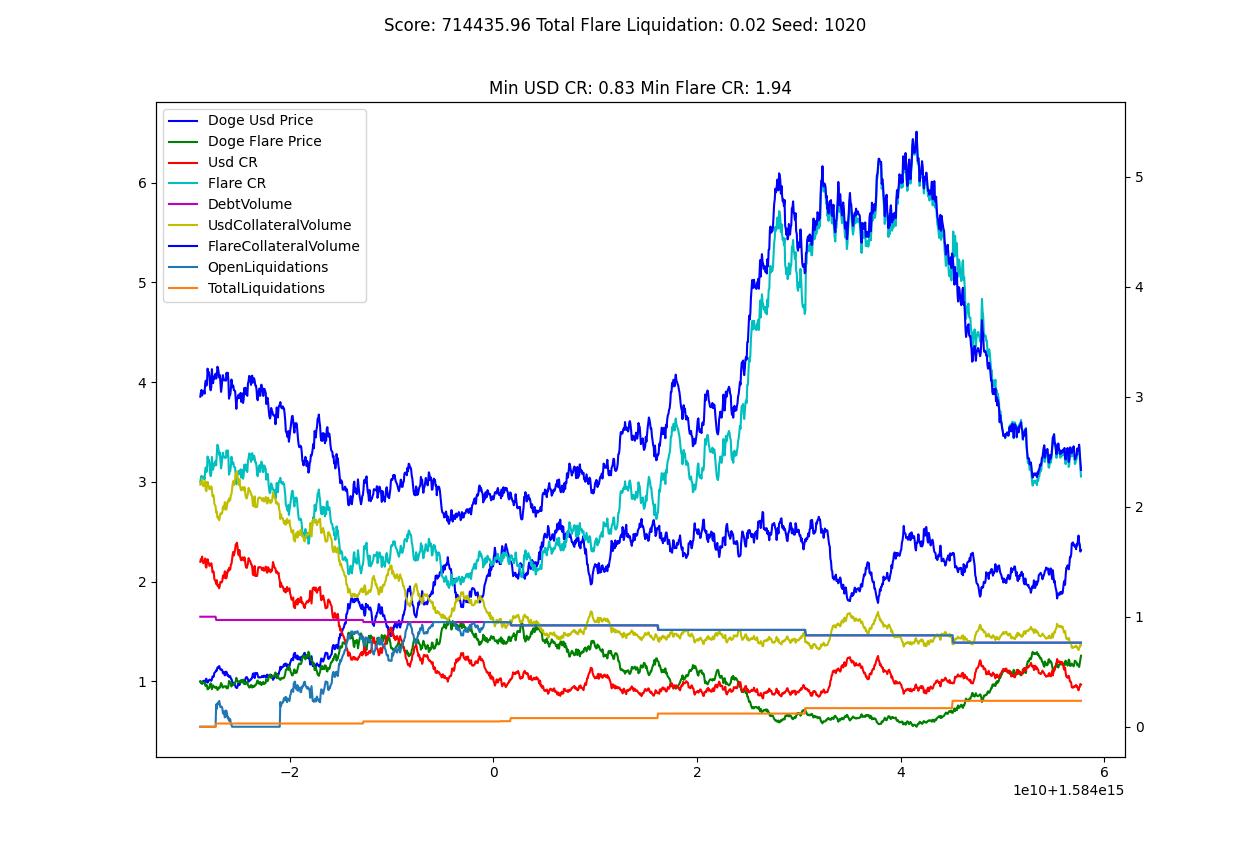 Score: 714435.96 Total Flare Liquidation: 0.02 Seed: 1020
Min USD CR: 0.83 Min Flare CR: 1.94
Doge Usd Price
Doge Flare Price
Usd CR
Flare CR
DebtVolume
UsdCollateralVolume
FlareCollateralVolume
OpenLiquidations
TotalLiquidations
6
5
4
3
2
1
5
4
3
2
1
0
−2
0
2
4
6
1e10+1.584e15